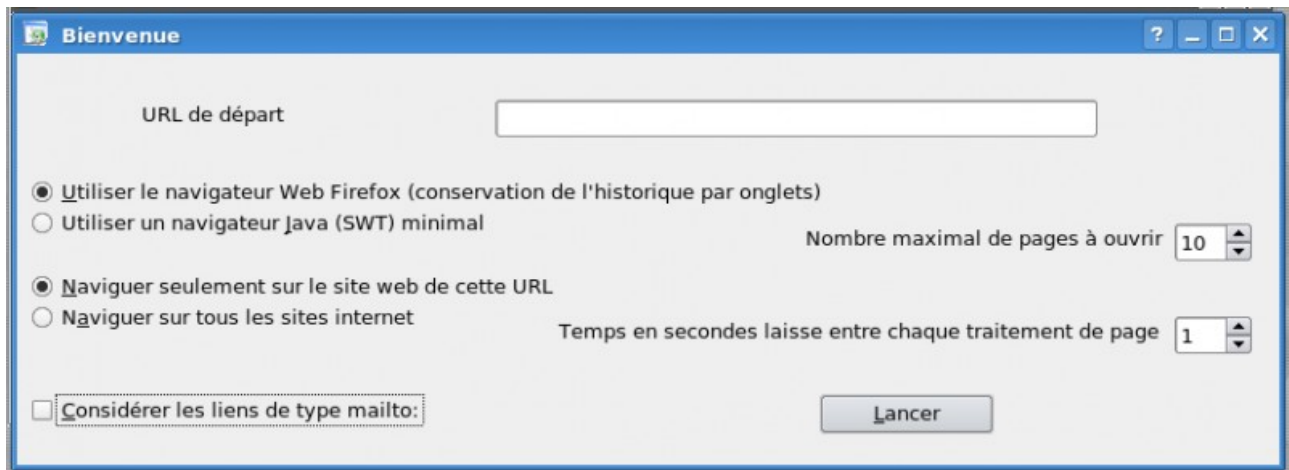 Bienvenue
URL de départ
Utiliser le navigateur Web Firefox (conservation de l'historique par onglets)
Utiliser un navigateur Java (SWT) minimal
Nombre maximal de pages à ouvrir 10
Naviguer seulement sur le site web de cette URL
Naviguer sur tous les sites internet
Temps en secondes laisse entre chaque traitement de page 1
Considérer les liens de type mailto:
Lancer